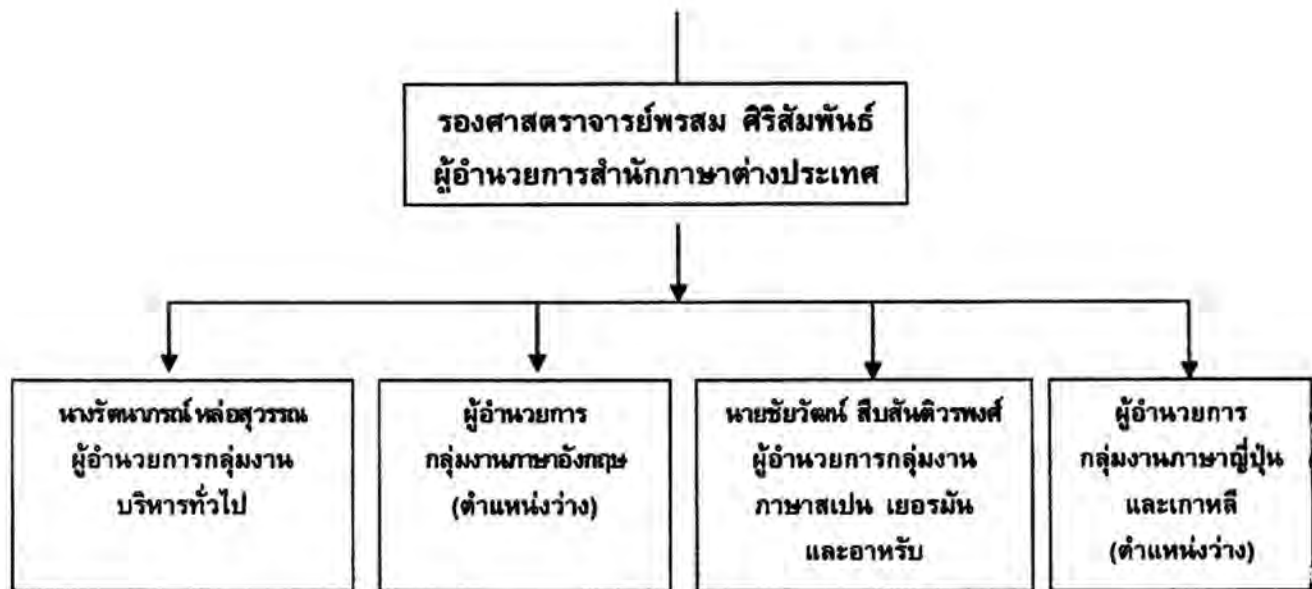 รองศาสตราจารย์พรสม ศิริสัมพันธ์
ผู้อำนวยการสำนักภาษาต่างประเทศ
นางรัตนาภรณ์ หล่อสุวรรณ
ผู้อำนวยการกลุ่มงาน
บริหารทั่วไป
ผู้อำนวยการ
กลุ่มงานภาษาอังกฤษ
(ตำแหน่งว่าง)
นายชัยวัฒน์ สืบสันติวรพงศ์
ผู้อำนวยการกลุ่มงาน
ภาษาสเปน เยอรมัน
และอาหรับ
ผู้อำนวยการ
กลุ่มงานภาษาญี่ปุ่น
และเกาหลี
(ตำแหน่งว่าง)